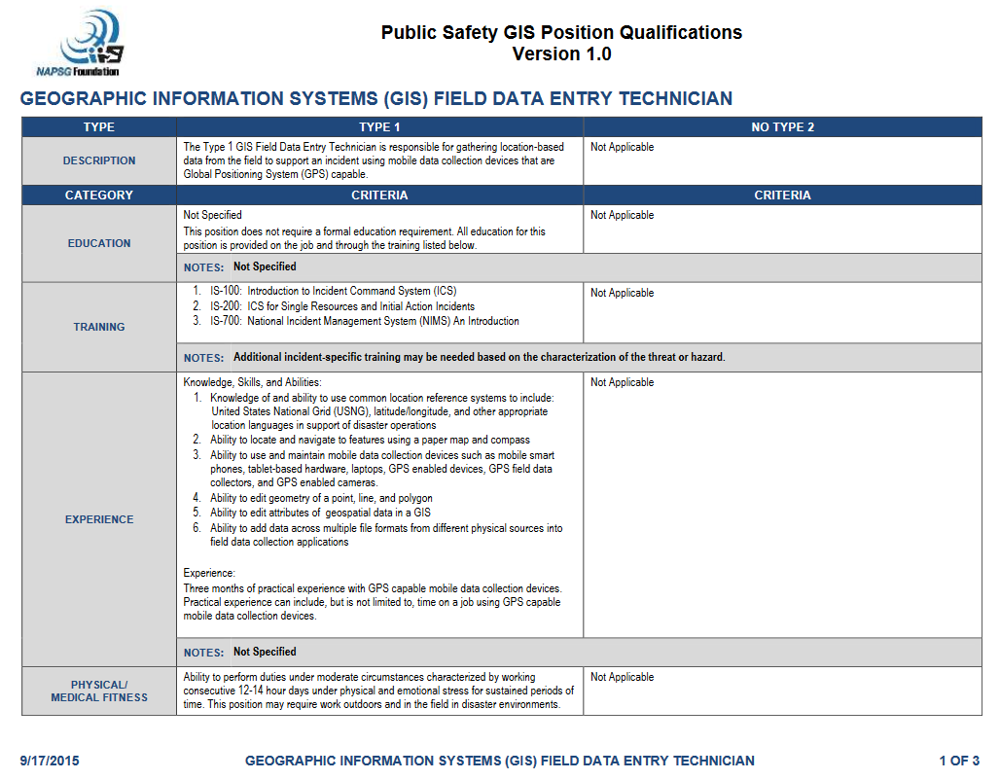 Public Safety GIS Position Qualifications
Version 1.0
NAPSG Foundation
GEOGRAPHIC INFORMATION SYSTEMS (GIS) FIELD DATA ENTRY TECHNICIAN
TYPE TYPE 1 NO TYPE 2
DESCRIPTION
The Type 1 GIS Field Data Entry Technician is responsible for gathering location-based
data from the field to support an incident using mobile data collection devices that are
Global Positioning System (GPS) capable.
Not Applicable
CATEGORY CRITERIA CRITERIA
EDUCATION
Not Specified
This position does not require a formal education requirement. All education for this
position is provided on the job and through the training listed below.
Not Applicable
NOTES: Not Specified
TRAINING
1. IS-100: Introduction to Incident Command System (ICS)
2. IS-200: ICS for Single Resources and Initial Action Incidents
3. IS-700: National Incident Management System (NIMS) An Introduction
Not Applicable
NOTES: Additional incident-specific training may be needed based on the characterization of the threat or hazard.
EXPERIENCE
Knowledge, Skills, and Abilities:
1. Knowledge of and ability to use common location reference systems to include:
United States National Grid (USNG), latitude/longitude, and other appropriate
location languages in support of disaster operations
2. Ability to locate and navigate to features using a paper map and compass
3. Ability to use and maintain mobile data collection devices such as mobile smart
phones, tablet-based hardware, laptops, GPS enabled devices, GPS field data
collectors, and GPS enabled cameras.
4. Ability to edit geometry of a point, line, and polygon
5. Ability to edit attributes of geospatial data in a GIS
6. Ability to add data across multiple file formats from different physical sources into
field data collection applications
Experience:
Three months of practical experience with GPS capable mobile data collection devices.
Practical experience can include, but is not limited to, time on a job using GPS capable
mobile data collection devices.
Not Applicable
NOTES: Not Specified
PHYSICAL/
MEDICAL FITNESS
Ability to perform duties under moderate circumstances characterized by working
consecutive 12-14 hour days under physical and emotional stress for sustained periods of
time. This position may require work outdoors and in the field in disaster environments.
Not Applicable
9/17/2015 GEOGRAPHIC INFORMATION SYSTEMS (GIS) FIELD DATA ENTRY TECHNICIAN 1 OF 3